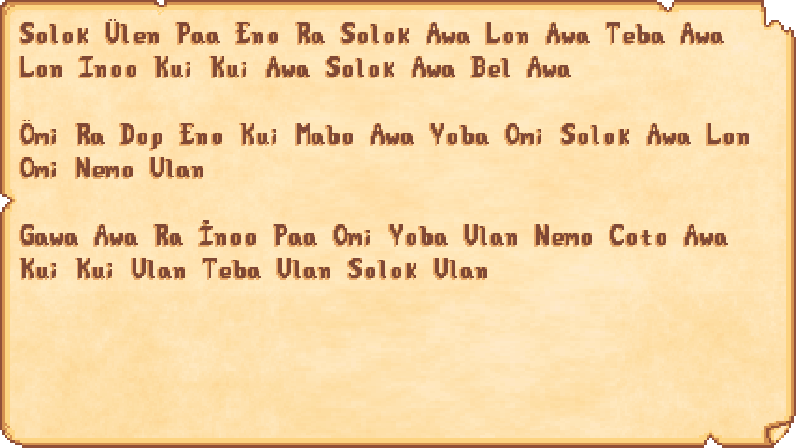 Solok Ülen Paa Eno Ra Solok Awa Lon Awa Teba Awa
Lon Inoo Kui Kui Awa Solok Awa Bel Awa
Ömi Ra Dop Eno Kui Mabo Awa Yoba Omi Solok Awa Lon
Omi Nemo Ulan
Gawa Awa Ra İnoo Paa Omi Yoba Ulan Nemo Coto Awa
Kui Kui Ulan Teba Ulan Solok Ulan